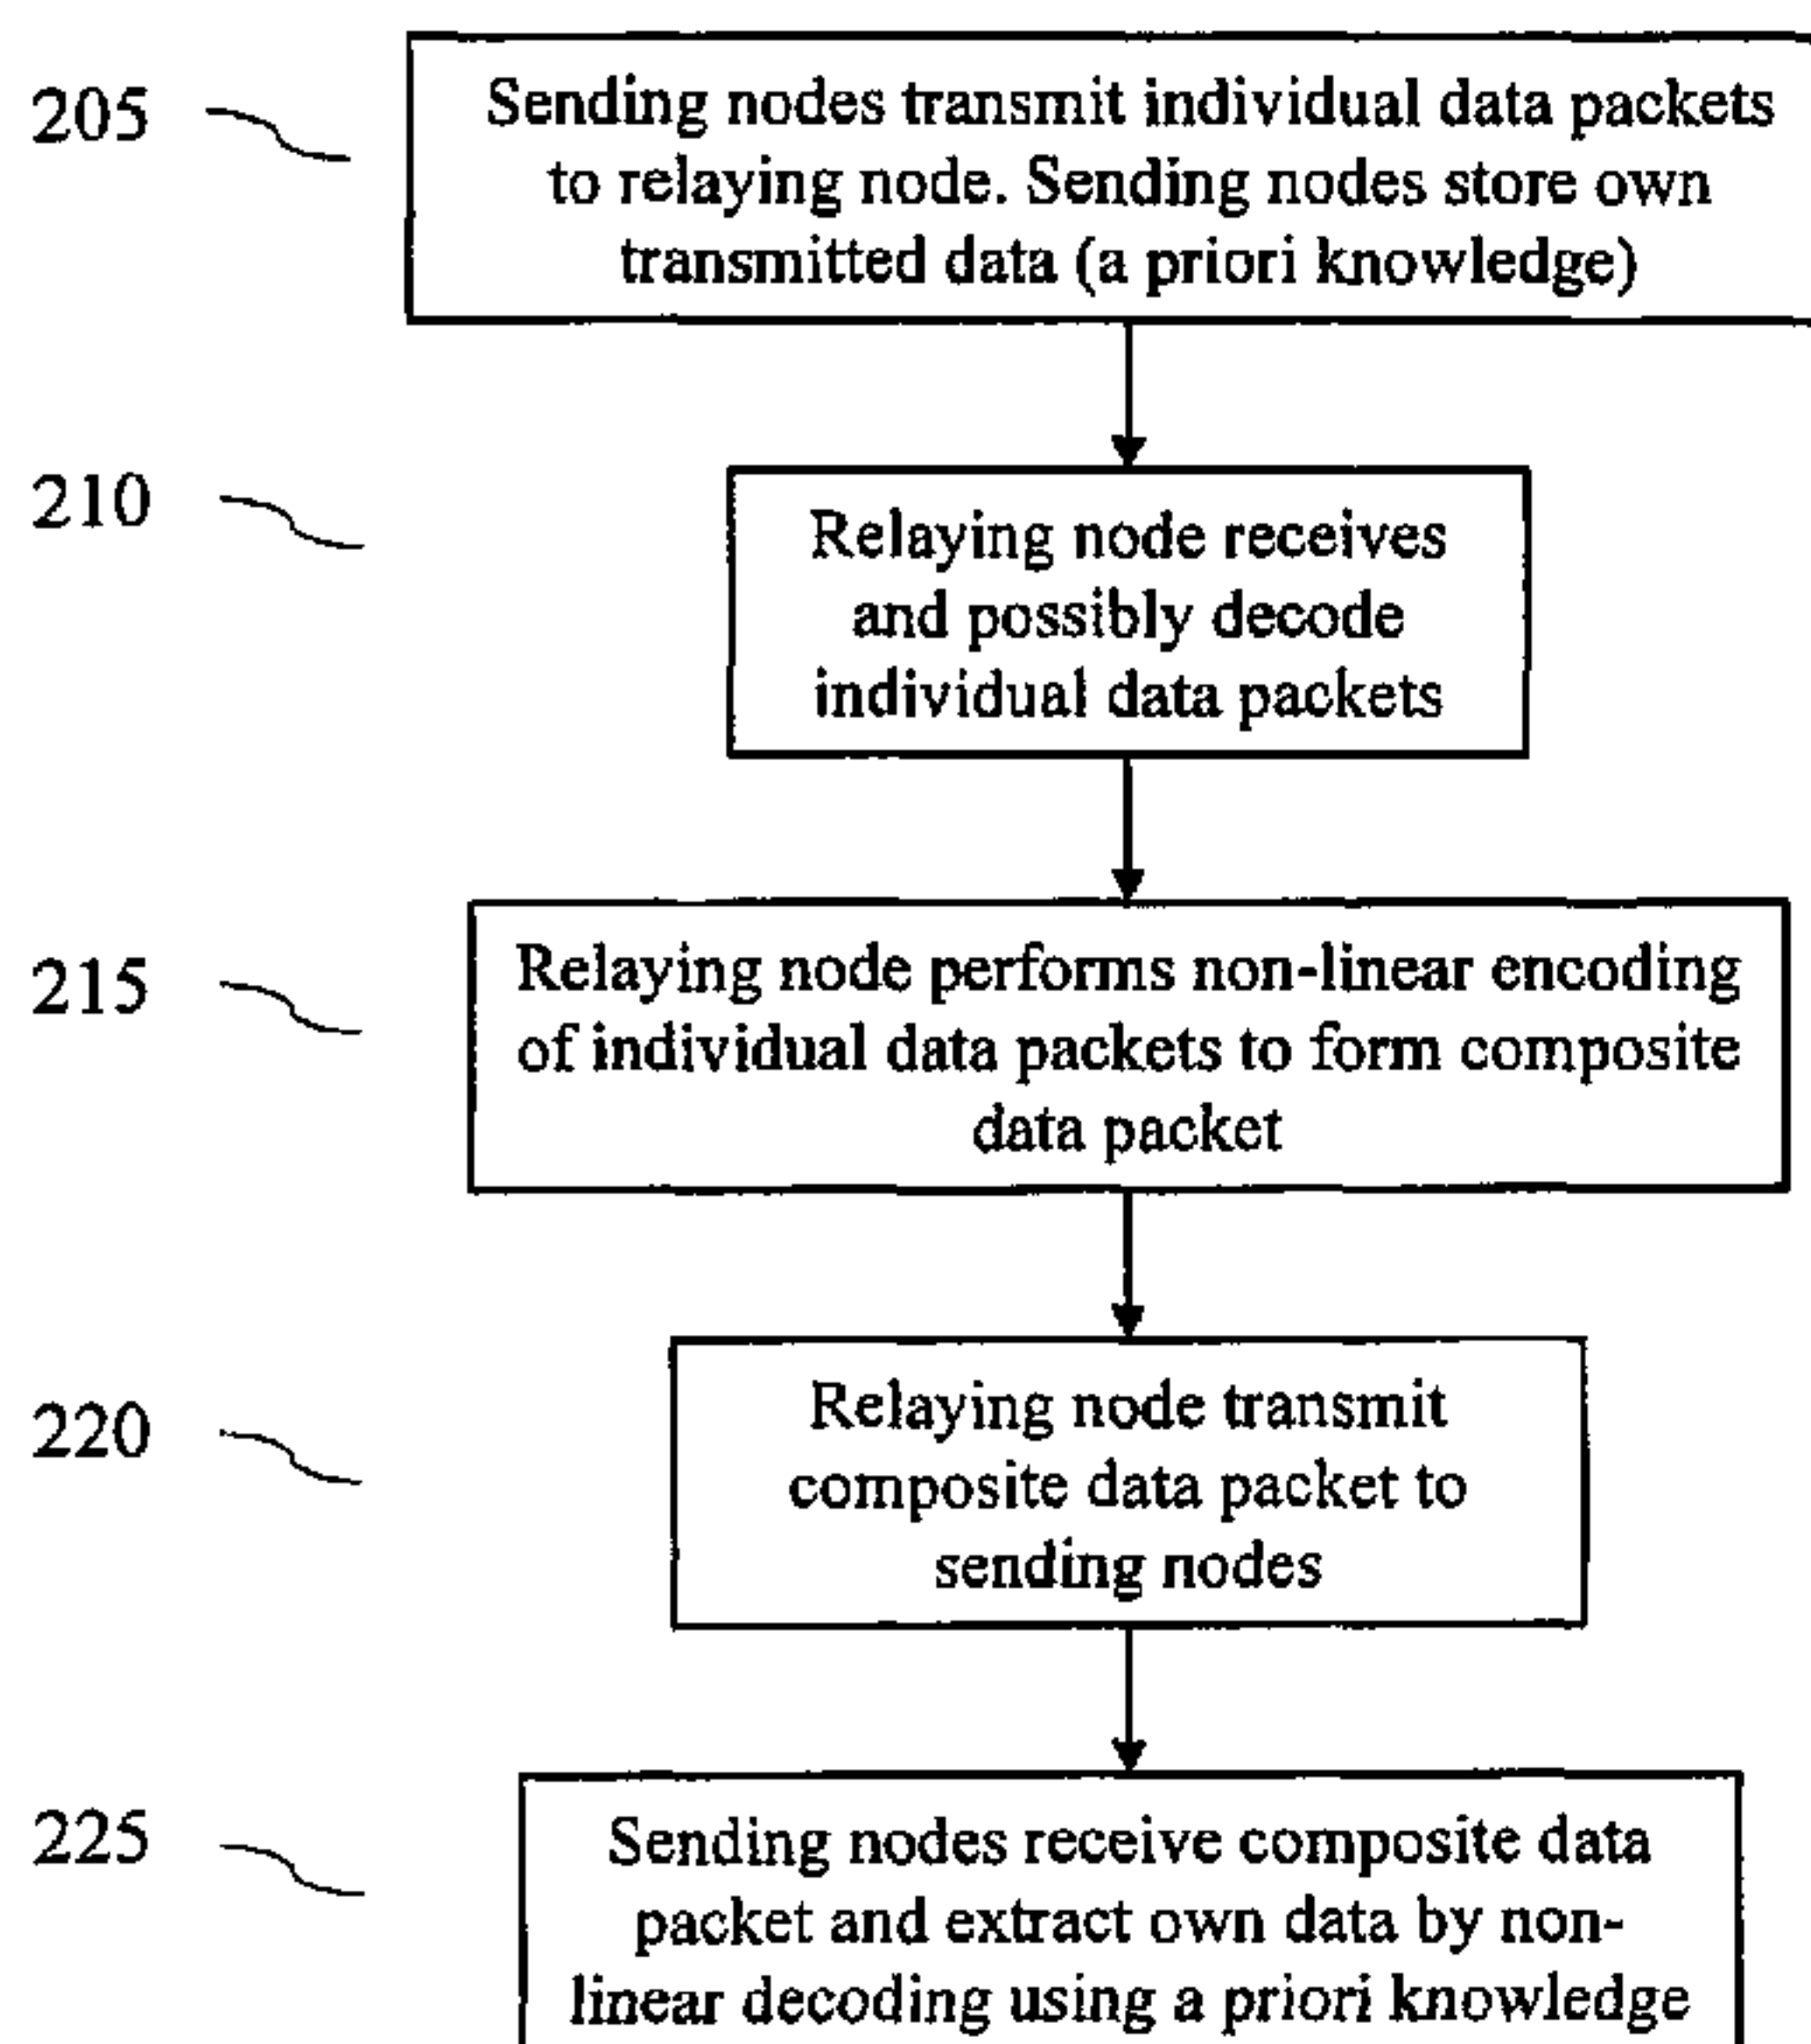 205
Sending nodes transmit individual data packets
to relaying node. Sending nodes store own
transmitted data (a priori knowledge)
210
Relaying node receives
and possibly decode
individual data packets
215
Relaying node performs non-linear encoding
of individual data packets to form composite
data packet
220
Relaying node transmit
composite data packet to
sending nodes
225
Sending nodes receive composite data
packet and extract own data by non-
linear decoding using a priori knowledge